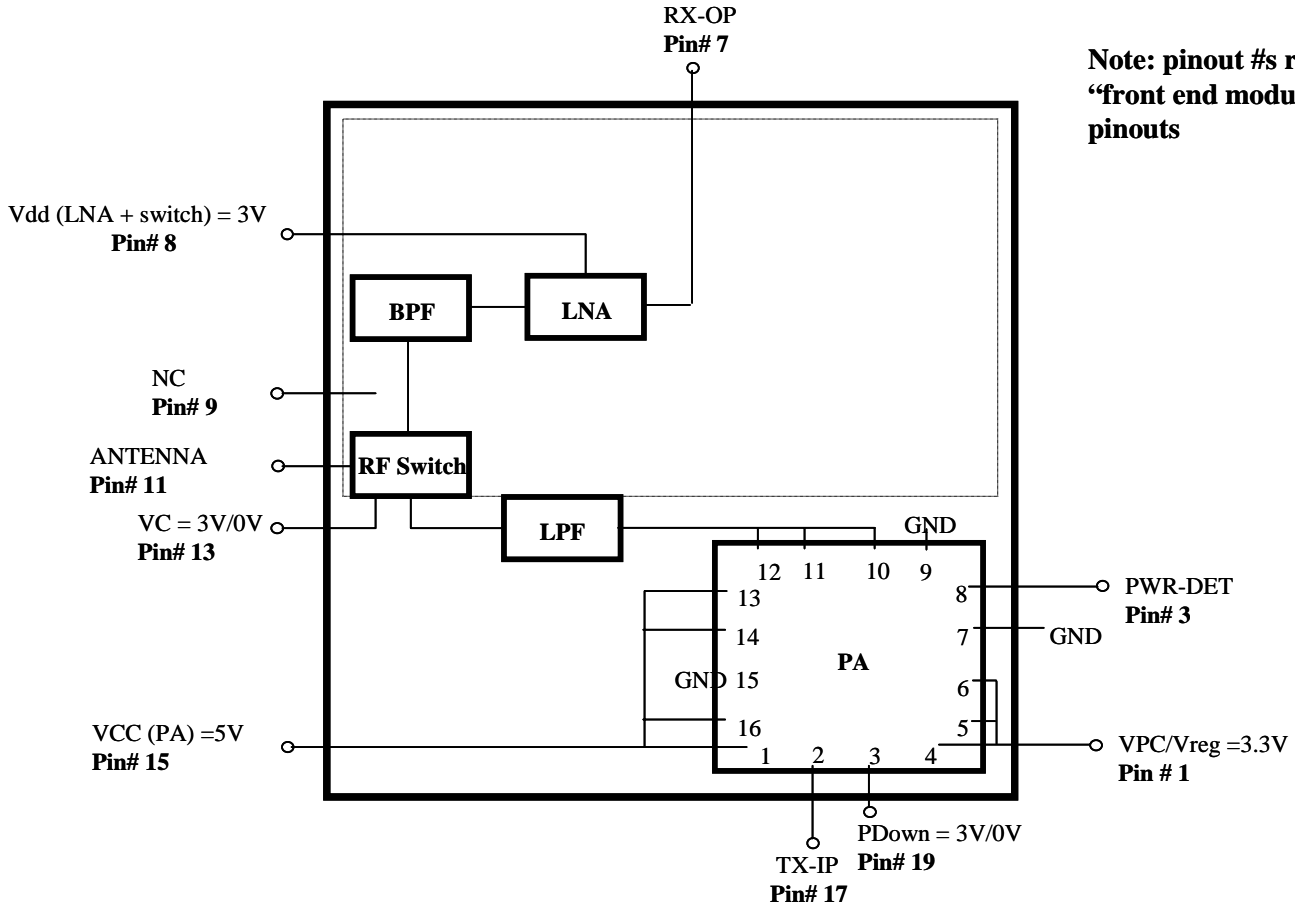 RX-OP
Pin# 7
Note: pinout #s r
“front end modu
pinouts
Vdd (LNA + switch) = 3V
Pin# 8
BPF
LNA
NC
Pin# 9
ANTENNA
Pin# 11
RF Switch
VC = 3V/0V
Pin# 13
LPF
GND
12 11 10 9
13
8
PWR-DET
Pin# 3
14
7
GND
PA
GND 15
6
16
5
VCC (PA) =5V
Pin# 15
1 2 3 4
VPC/Vreg =3.3V
Pin # 1
PDown = 3V/0V
Pin# 19
TX-IP
Pin# 17